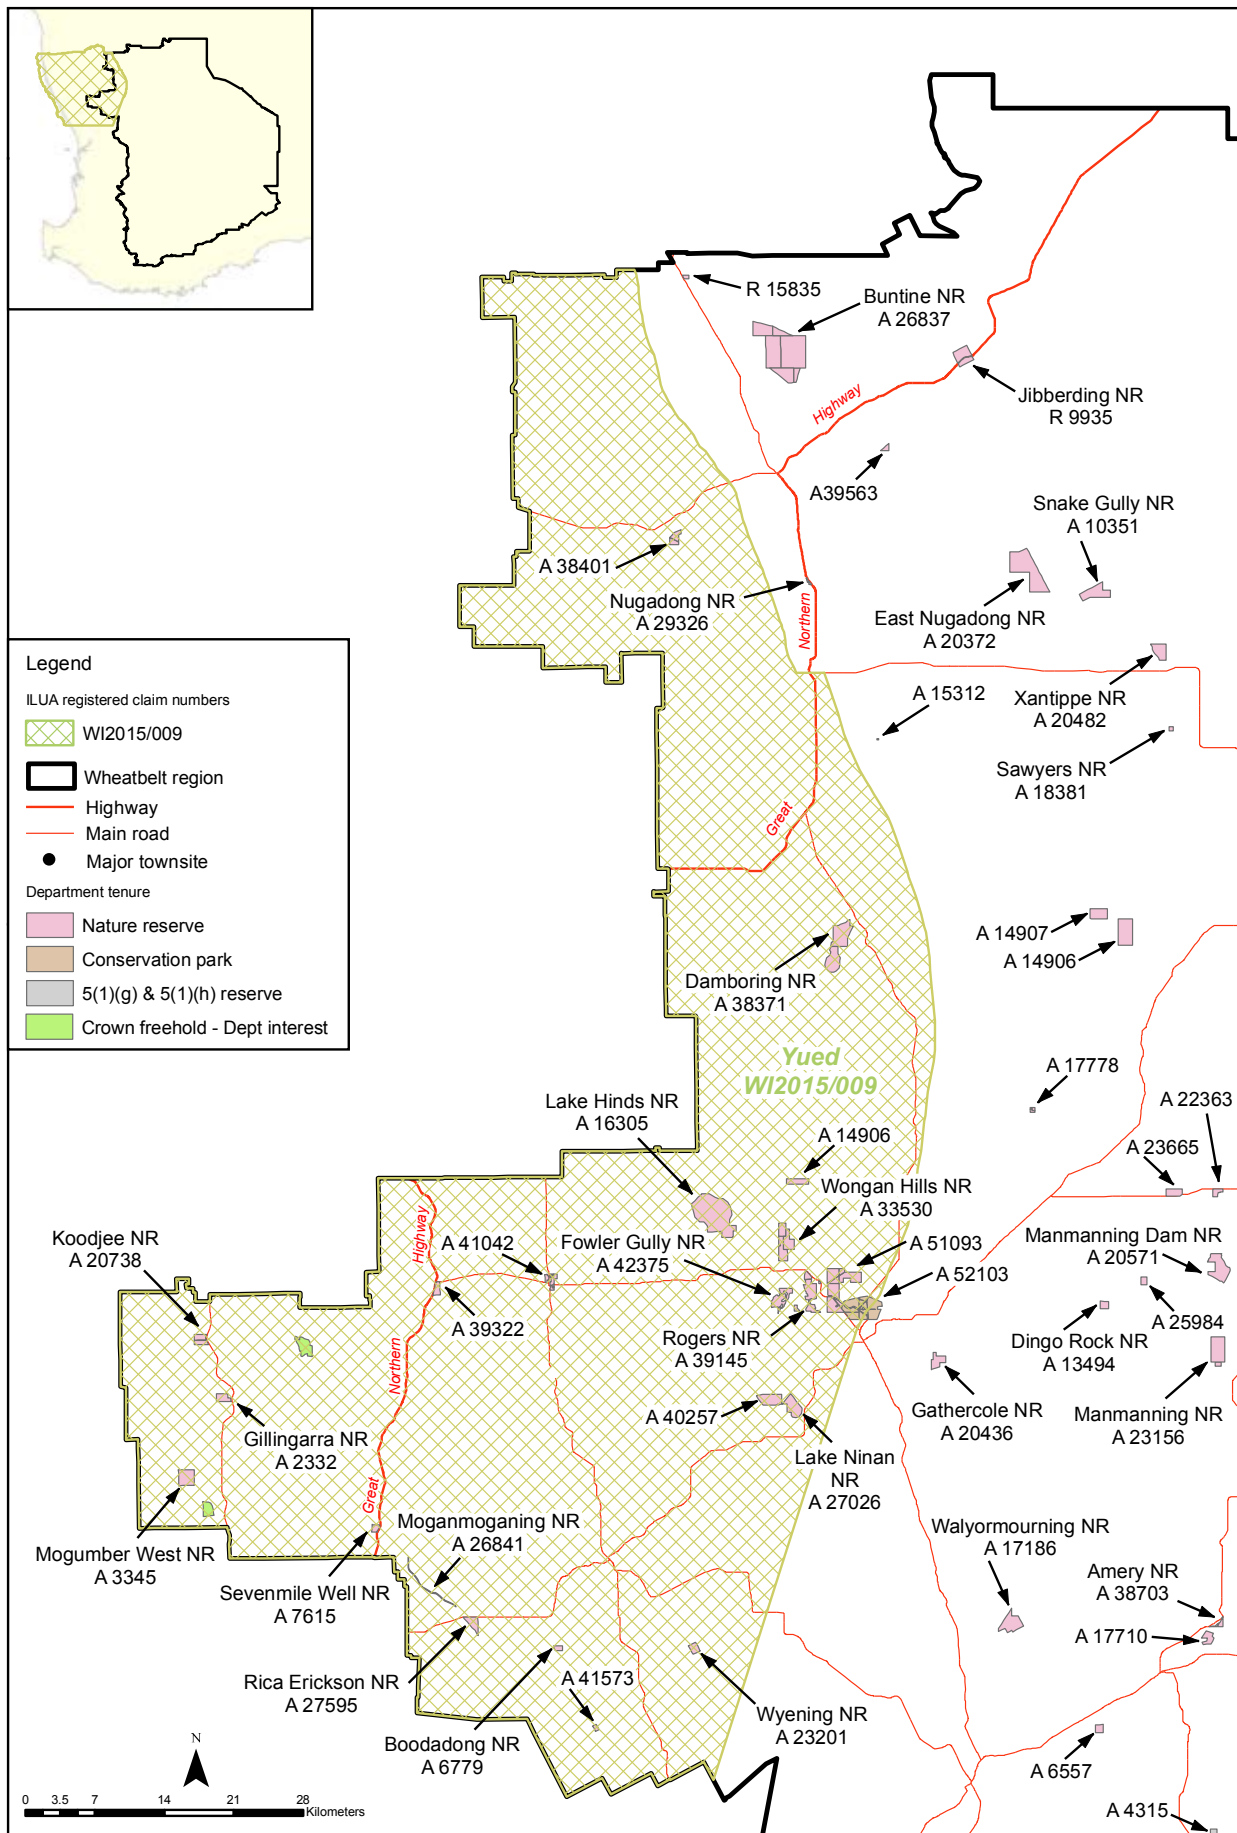 R 15835
Buntine NR
A 26837
Highway
Jibberding NR
R 9935
A39563
Snake Gully NR
A 10351
A 38401
Nugadong NR
A 29326
Northern
East Nugadong NR
A 20372
Legend
ILUA registered claim numbers
WI2015/009
Wheatbelt region
Highway
Main road
Major townsite
Department tenure
Nature reserve
Conservation park
5(1)(g) & 5(1)(h) reserve
Crown freehold - Dept interest
A 15312
Xantippe NR
A 20482
Sawyers NR
A 18381
Great
A 14907
A 14906
Damboring NR
A 38371
Yued
WI2015/009
A 17778
Lake Hinds NR
A 16305
A 14906
A 22363
A 23665
Wongan Hills NR
A 33530
Koodjee NR
A 20738
Highway
A 41042
Fowler Gully NR
A 42375
A 51093
A 52103
Manmanning Dam NR
A 20571
A 39322
Rogers NR
A 39145
A 25984
Dingo Rock NR
A 13494
Northern
Gillingarra NR
A 2332
A 40257
Lake Ninan
NR
A 27026
Gathercole NR
A 20436
Manmanning NR
A 23156
Great
Moganmoganing NR
A 26841
Mogumber West NR
A 3345
Sevenmile Well NR
A 7615
Walyormourning NR
A 17186
Amery NR
A 38703
A 17710
Rica Erickson NR
A 27595
A 41573
Boodadong NR
A 6779
Wyening NR
A 23201
A 6557
A 4315
N
0 3.5 7 14 21 28
Kilometers